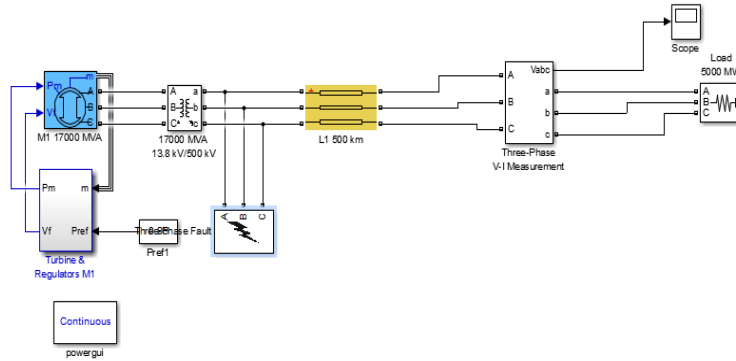 Scope
Load
5000 MW
Vabc
A
a
B
b
C
c
Three-Phase
V-I Measurement
A
B
C
Pm
Vf
m
A
B
C
M1 17000 MVA
A
B
C
a
b
c
17000 MVA
13.8 kV/500 kV
L1 500 km
Pm
m
Vf
Pref
Turbine &
Regulators M1
Pref1
Three-Phase Fault
A
B
C
Continuous
powergui